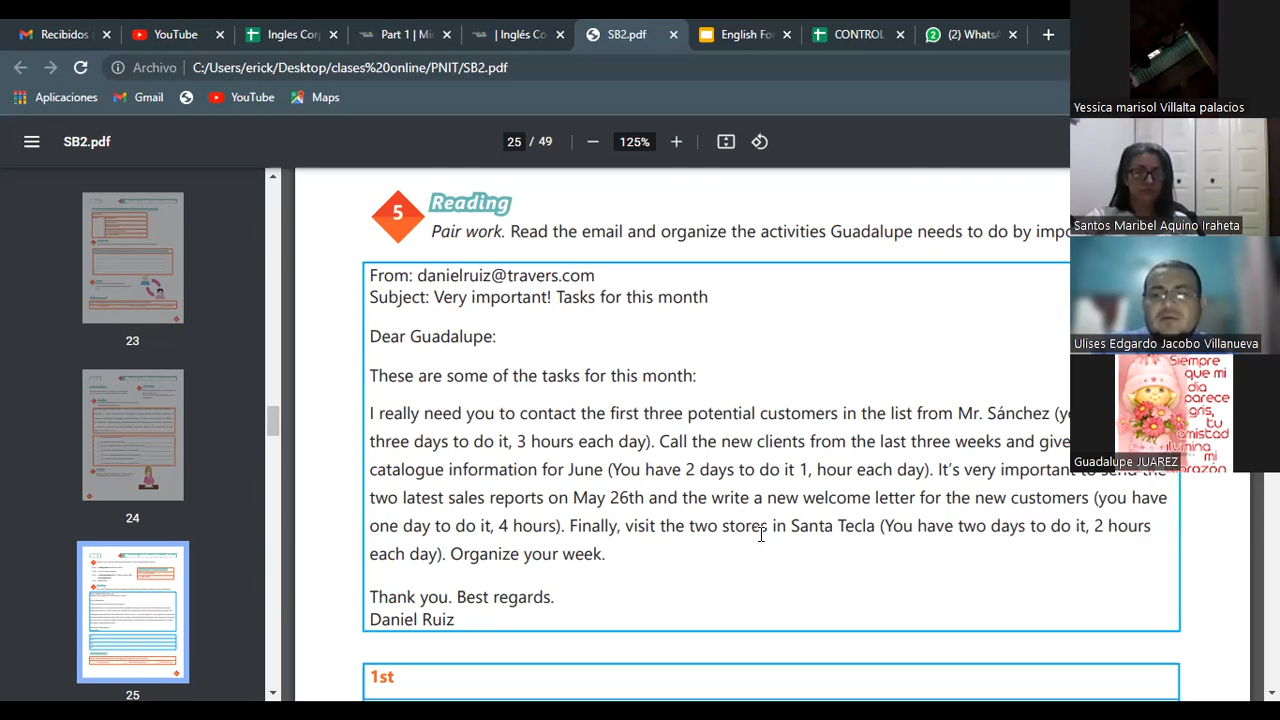 Recibidos (
YouTube
Ingles Corp
Part 1 | Mi
| Inglés Co
SB2.pdf
English Fo
CONTROL
(2) Whats
Archivo
C:/Users/erick/Desktop/clases%20online/PNIT/SB2.pdf
Aplicaciones
Gmail
YouTube
Maps
SB2.pdf
25 / 49
125%
23
24
25
5
Reading
Pair work. Read the email and organize the activities Guadalupe needs to do by impo
From: danielruiz@travers.com
Subject: Very important! Tasks for this month
Dear Guadalupe:
These are some of the tasks for this month:
I really need you to contact the first three potential customers in the list from Mr. Sánchez (yo
three days to do it, 3 hours each day). Call the new clients from the last three weeks and give
catalogue information for June (You have 2 days to do it 1, hour each day). It's very important to send the
two latest sales reports on May 26th and the write a new welcome letter for the new customers (you have
one day to do it, 4 hours). Finally, visit the two stores in Santa Tecla (You have two days to do it, 2 hours
each day). Organize your week.
Thank you. Best regards.
Daniel Ruiz
1st
Yessica marisol Villalta palacios
Santos Maribel Aquino Iraheta
Ulises Edgardo Jacobo Villanueva
Siempre
que mi
dia
parece
gris,
tu
amistad
ilumina
mi
corazón
Guadalupe JUAREZ